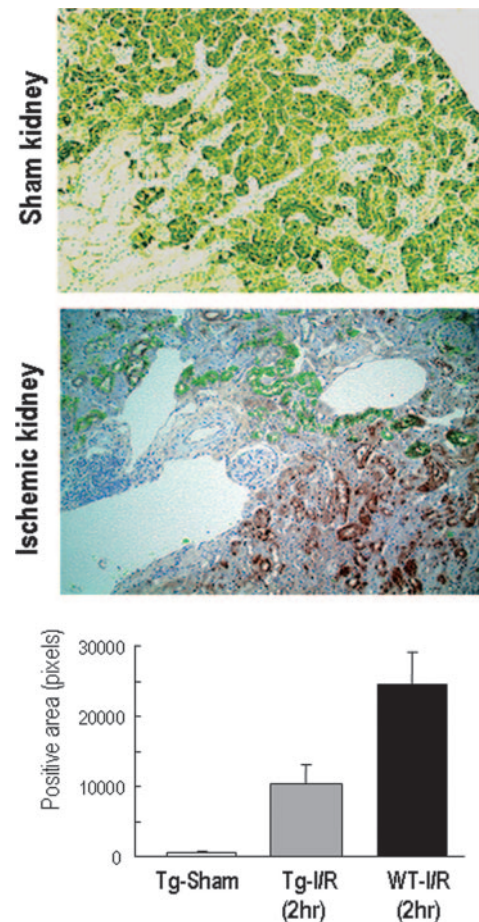 Sham kidney
Ischemic kidney
Positive area (pixels)
30000
20000
10000
0
Tg-Sham
Tg-I/R
(2hr)
WT-I/R
(2hr)